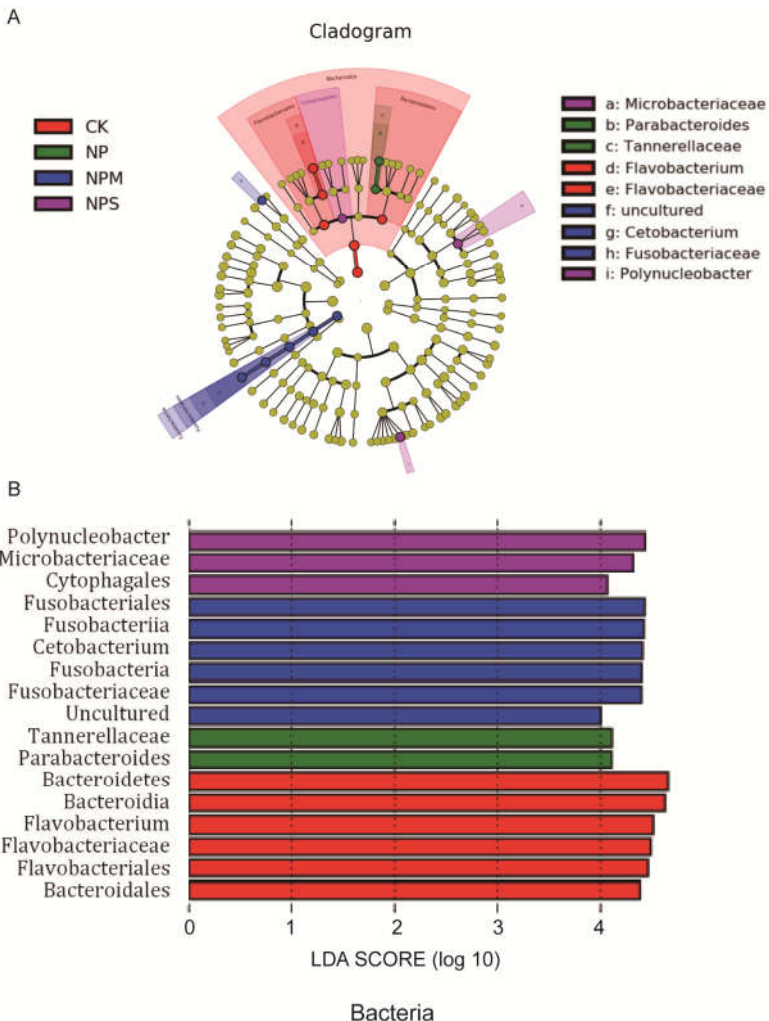 A
Cladogram
CK
NP
NPM
NPS
a: Microbacteriaceae
b: Parabacteroides
c: Tannerellaceae
d: Flavobacterium
e: Flavobacteriaceae
f: uncultured
g: Cetobacterium
h: Fusobacteriaceae
i: Polynucleobacter
B
Polynucleobacter
Microbacteriaceae
Cytophagales
Fusobacteriales
Fusobacteriia
Cetobacterium
Fusobacteria
Fusobacteriaceae
Uncultured
Tannerellaceae
Parabacteroides
Bacteroidetes
Bacteroidia
Flavobacterium
Flavobacteriaceae
Flavobacteriales
Bacteroidales
0 1 2 3 4
LDA SCORE (log 10)
Bacteria